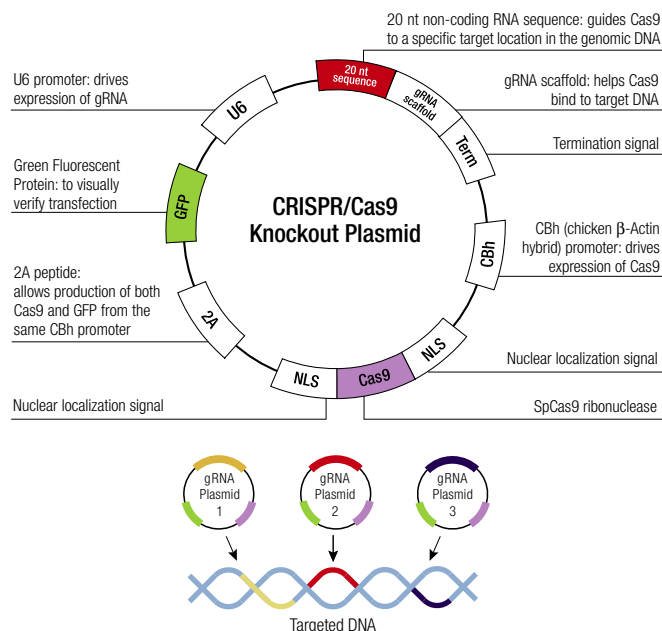 20 nt non-coding RNA sequence: guides Cas9
to a specific target location in the genomic DNA
U6 promoter: drives
expression of gRNA
gRNA scaffold: helps Cas9
bind to target DNA
Termination signal
Green Fluorescent
Protein: to visually
verify transfection
CBh (chicken β-Actin
hybrid) promoter: drives
expression of Cas9
2A peptide:
allows production of both
Cas9 and GFP from the
same CBh promoter
Nuclear localization signal
Nuclear localization signal
SpCas9 ribonuclease
CRISPR/Cas9
Knockout Plasmid
20 nt
sequence
gRNA
scaffold
Term
CBh
NLS
Cas9
NLS
2A
GFP
U6
gRNA
Plasmid
1
gRNA
Plasmid
2
gRNA
Plasmid
3
Targeted DNA